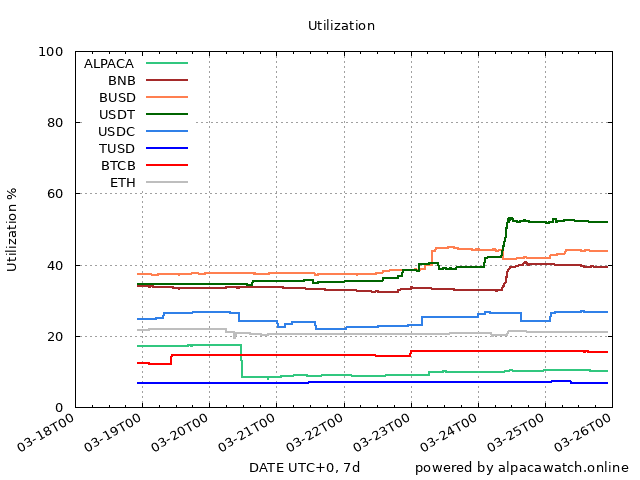 Utilization
100
80
60
40
20
0
Utilization %
ALPACA
BNB
BUSD
USDT
USDC
TUSD
BTCB
ETH
03-18T00
03-19T00
03-20T00
03-21T00
03-22T00
03-23T00
03-24T00
03-25T00
03-26T00
DATE UTC+0, 7d
powered by alpacawatch.online